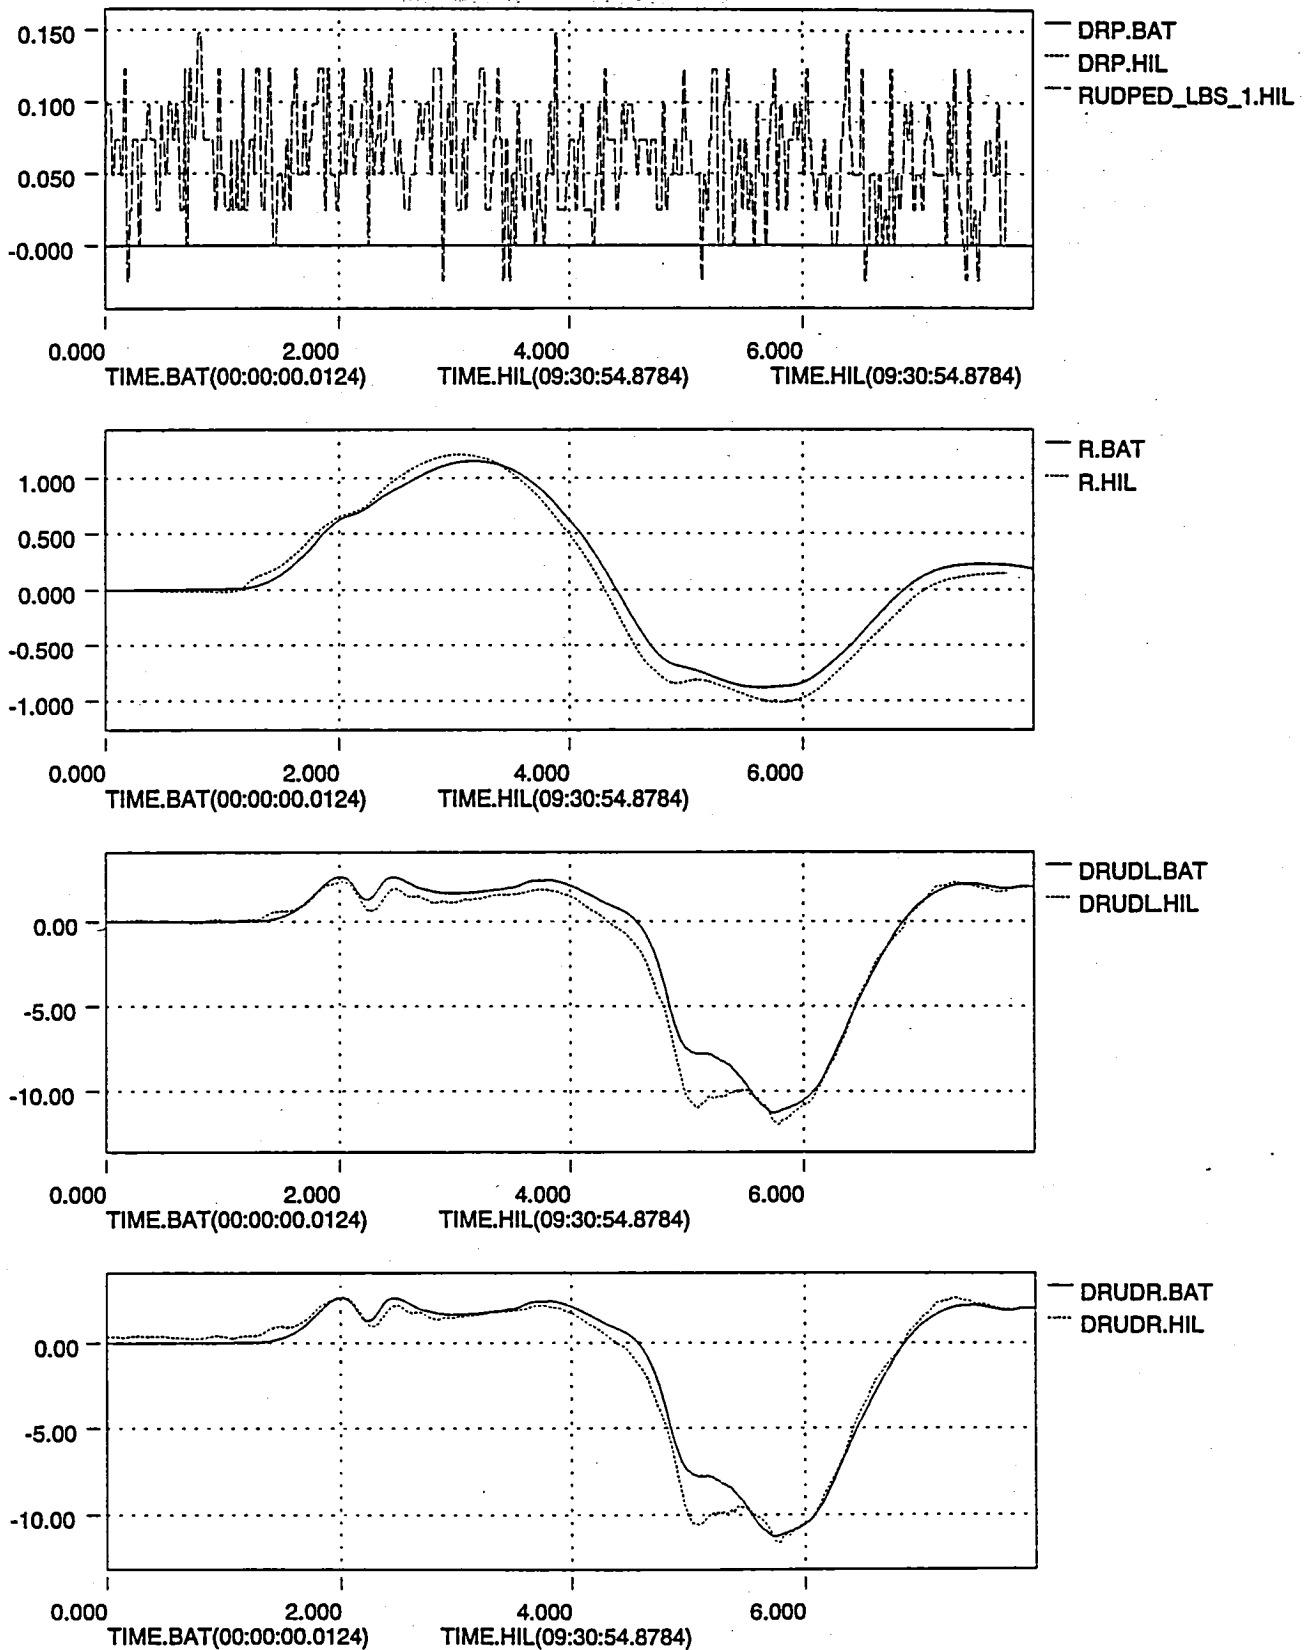 0.150
0.100
0.050
-0.000
DRP.BAT
DRP.HIL
RUDPED_LBS_1.HIL
0.000 2.000 4.000 6.000
TIME.BAT(00:00:00.0124) TIME.HIL(09:30:54.8784) TIME.HIL(09:30:54.8784)
1.000
0.500
0.000
-0.500
-1.000
R.BAT
R.HIL
0.000 2.000 4.000 6.000
TIME.BAT(00:00:00.0124) TIME.HIL(09:30:54.8784)
0.00
-5.00
-10.00
DRUDL.BAT
DRUDL.HIL
0.000 2.000 4.000 6.000
TIME.BAT(00:00:00.0124) TIME.HIL(09:30:54.8784)
0.00
-5.00
-10.00
DRUDR.BAT
DRUDR.HIL
0.000 2.000 4.000 6.000
TIME.BAT(00:00:00.0124) TIME.HIL(09:30:54.8784)